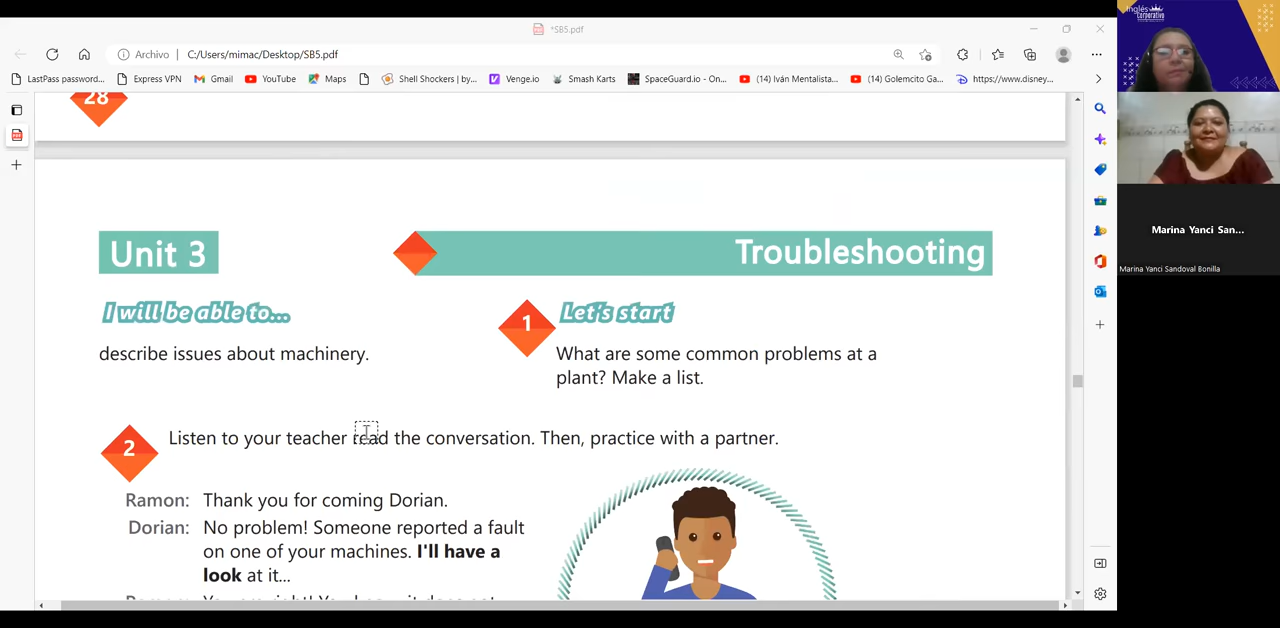 *SB5.pdf
Archivo | C:/Users/mimac/Desktop/SB5.pdf
LastPass password...
Express VPN
Gmail
YouTube
Maps
Shell Shockers | by...
Venge.io
Smash Karts
SpaceGuard.io - On...
(14) Iván Mentalista...
(14) Golemcito Ga...
https://www.disney...
Inglés
Corporativo
28
Unit 3
Troubleshooting
I will be able to...
describe issues about machinery.
1
Let's start
What are some common problems at a
plant? Make a list.
2
Listen to your teacher read the conversation. Then, practice with a partner.
Ramon: Thank you for coming Dorian.
Dorian: No problem! Someone reported a fault
on one of your machines. I'll have a
look at it...
Marina Yanci San...
Marina Yanci Sandoval Bonilla